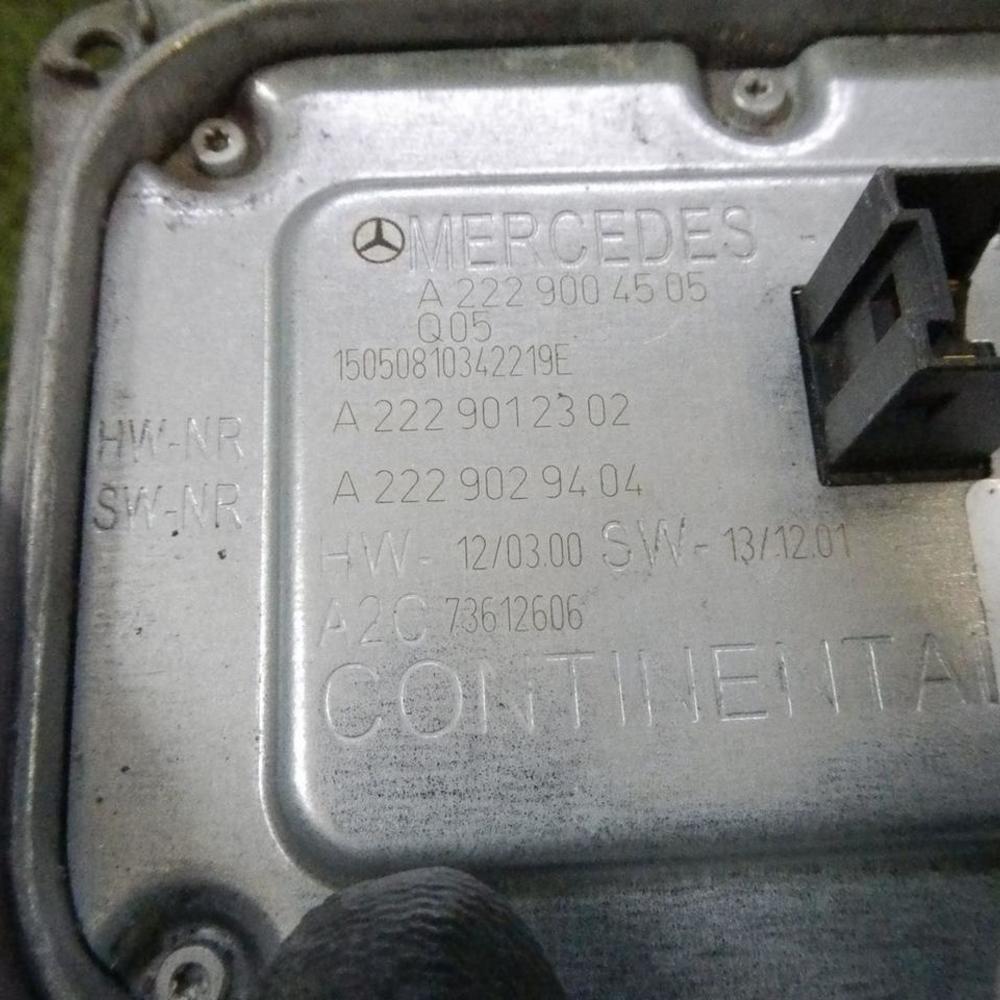 MERCEDES -
A 222 900 45 05
Q05
15050810342219E
HW-NR A 222 901 23 02
SW-NR A 222 902 94 04
HW- 12/03.00 SW- 13/12.01
A2C 73612606
CONTINENTAL